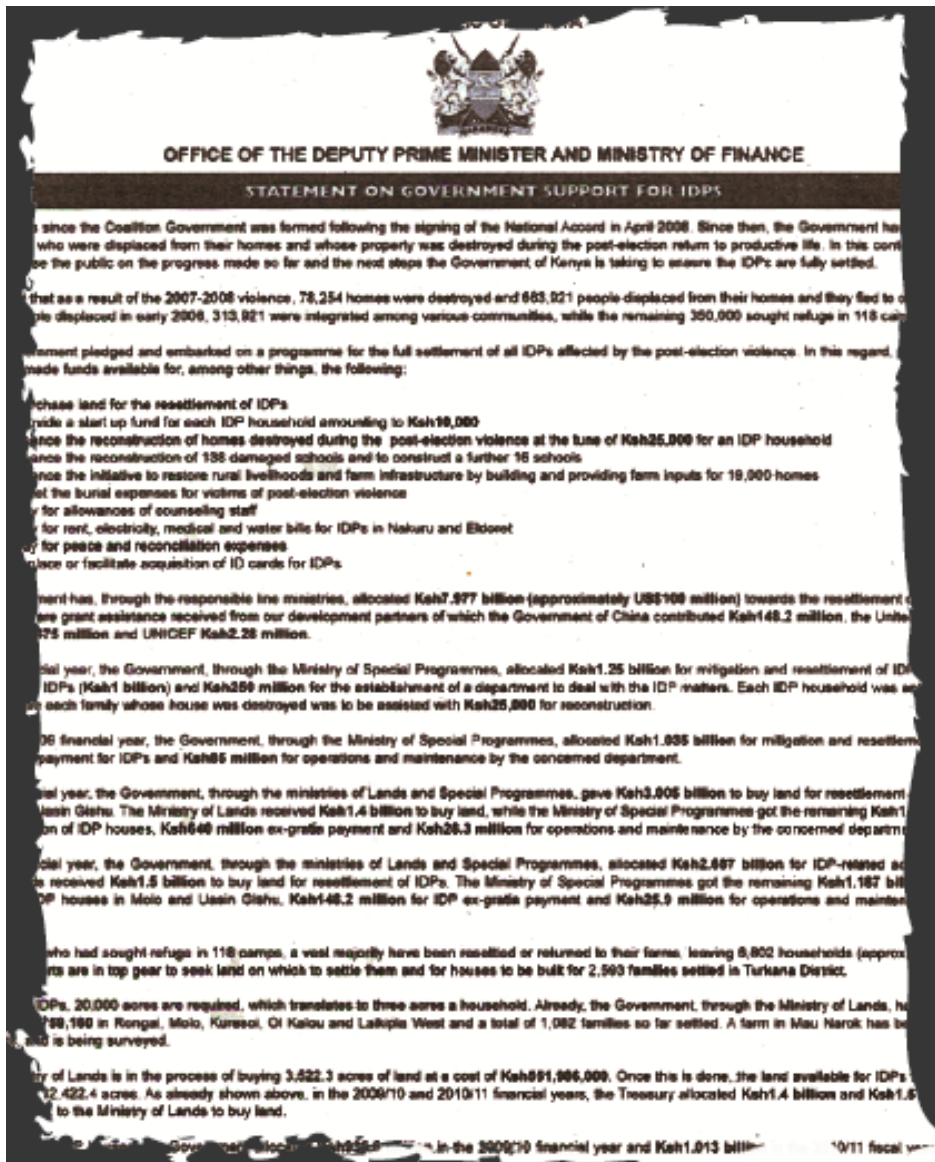 OFFICE OF THE DEPUTY PRIME MINISTER AND MINISTRY OF FINANCE
STATEMENT ON GOVERNMENT SUPPORT FOR IDPS
since the Coalition Government was formed following the signing of the National Accord in April 2008. Since then, the Government ha
who were displaced from their homes and whose property was destroyed during the post-election return to productive life. In this cont
the public on the progress made so far and the next steps the Government of Kenya is taking to ensure the IDPs are fully settled.
that as a result of the 2007-2008 violence, 78,254 homes were destroyed and 663,921 people displaced from their homes and they fled to
ple displaced in early 2008, 313,921 were integrated among various communities, while the remaining 350,000 sought refuge in 118 cam
ernment pledged and embarked on a programme for the full settlement of all IDPs affected by the post-election violence. In this regard,
made funds available for, among other things, the following:
chase land for the resettlement of IDPs
vide a start up fund for each IDP household amounting to Ksh10,000
ance the reconstruction of homes destroyed during the post-election violence at the tune of Ksh25,000 for an IDP household
ance the reconstruction of 138 damaged schools and to construct a further 16 schools
ance the initiative to restore rural livelihoods and farm infrastructure by building and providing farm inputs for 19,000 homes
et the burial expenses for victims of post-election violence
y for allowances of counseling staff
y for rent, electricity, medical and water bills for IDPs in Nakuru and Eldoret
ay for peace and reconciliation expenses
place or facilitate acquisition of ID cards for IDPs
ment has, through the responsible line ministries, allocated Ksh7.977 billion (approximately US$100 million) towards the resettlement
are grant assistance received from our development partners of which the Government of China contributed Ksh148.2 million, the Unite
375 million and UNICEF Ksh2.28 million.
cial year, the Government, through the Ministry of Special Programmes, allocated Ksh1.25 billion for mitigation and resettlement of ID
IDPs (Ksh1 billion) and Ksh250 million for the establishment of a department to deal with the IDP matters. Each IDP household was
each family whose house was destroyed was to be assisted with Ksh25,000 for reconstruction.
financial year, the Government, through the Ministry of Special Programmes, allocated Ksh1.035 billion for mitigation and resettlem
payment for IDPs and Ksh85 million for operations and maintenance by the concerned department.
ial year, the Government, through the ministries of Lands and Special Programmes, gave Ksh3.005 billion to buy land for resettlement
Uasin Gishu. The Ministry of Lands received Ksh1.4 billion to buy land, while the Ministry of Special Programmes got the remaining Ksh1
on of IDP houses, Ksh640 million ex-gratia payment and Ksh26.3 million for operations and maintenance by the concerned departm
cial year, the Government, through the ministries of Lands and Special Programmes, allocated Ksh2.687 billion for IDP-related
s received Ksh1.5 billion to buy land for resettlement of IDPs. The Ministry of Special Programmes got the remaining Ksh1.187 bill
DP houses in Molo and Uasin Gishu, Ksh148.2 million for IDP ex-gratia payment and Ksh25.9 million for operations and mainten
who had sought refuge in 118 camps, a vast majority have been resettled or returned to their farms, leaving 6,802 households (approx
rts are in top gear to seek land on which to settle them and for houses to be built for 2,593 families settled in Turkana District.
IDPs, 20,000 acres are required, which translates to three acres a household. Already, the Government, through the Ministry of Lands, h
in Rongai, Molo, Kuresoi, Ol Kalou and Laikipia West and a total of 1,082 families so far settled. A farm in Mau Narok has be
is being surveyed.
y of Lands is in the process of buying 3,522.3 acres of land at a cost of Once this is done, the land available for IDPs
2,422.4 acres. As already shown above, in the 2009/10 and 2010/11 financial years, the Treasury allocated Ksh1.4 billion and Ksh1.5
to the Ministry of Lands to buy land.
in the 2009/10 financial year and Ksh1.013 billi 10/11 fiscal